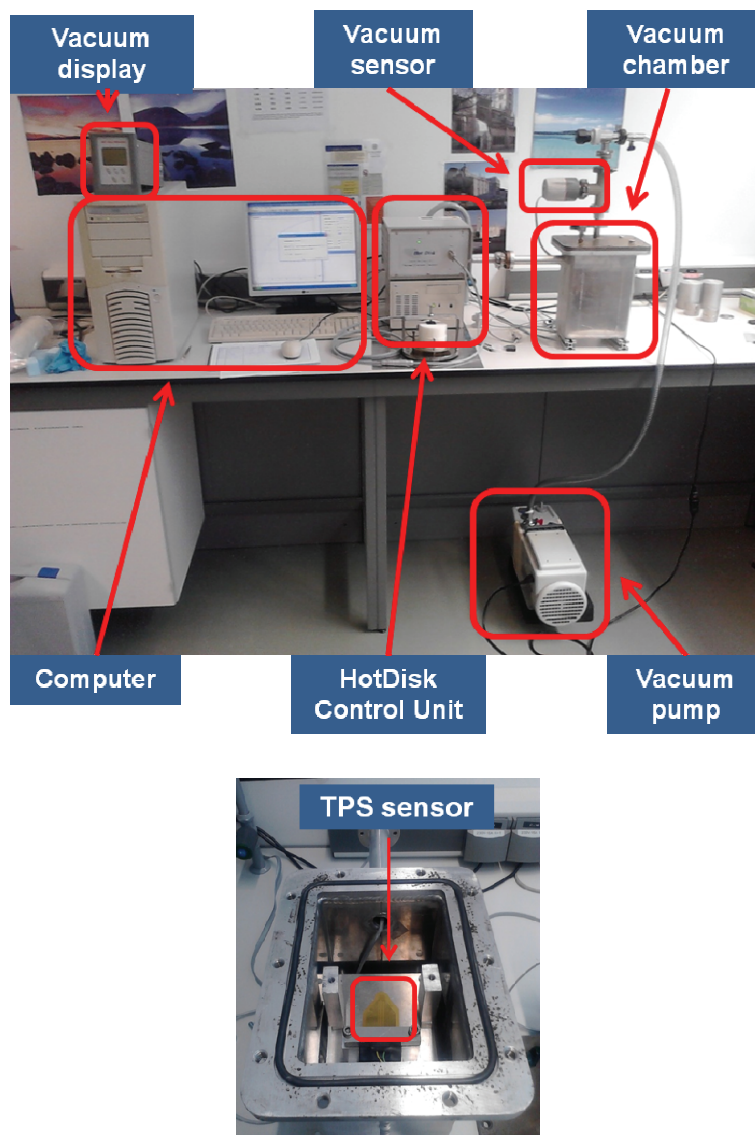 Vacuum
display
Vacuum
sensor
Vacuum
chamber
Computer
HotDisk
Control Unit
Vacuum
pump
TPS sensor